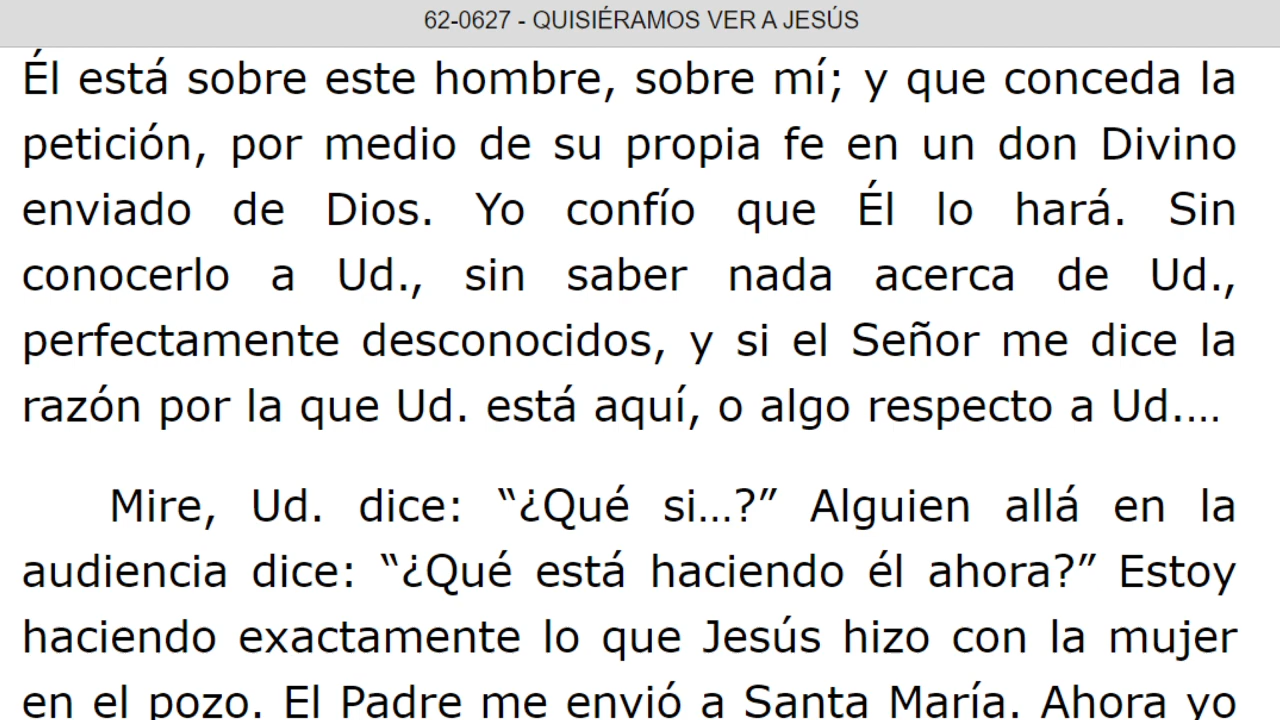 62-0627 - QUISIÉRAMOS VER A JESÚS
Él está sobre este hombre, sobre mí; y que conceda la
petición, por medio de su propia fe en un don Divino
enviado de Dios. Yo confío que Él lo hará. Sin
conocerlo a Ud., sin saber nada acerca de Ud.,
perfectamente desconocidos, y si el Señor me dice la
razón por la que Ud. está aquí, o algo respecto a Ud.…
Mire, Ud. dice: “¿Qué si…?” Alguien allá en la
audiencia dice: “¿Qué está haciendo él ahora?” Estoy
haciendo exactamente lo que Jesús hizo con la mujer
en el pozo. El Padre me envió a Santa María. Ahora yo